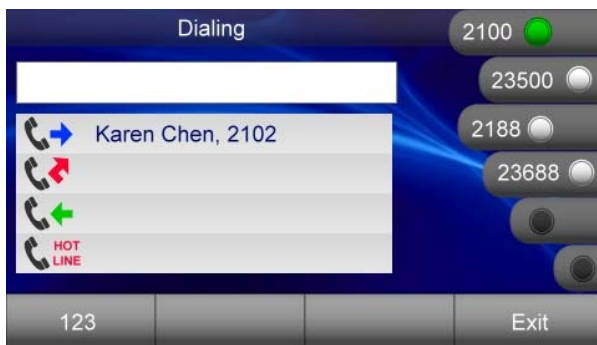 Dialing
2100
23500
Karen Chen, 2102
2188
23688
HOT
LINE
123
Exit